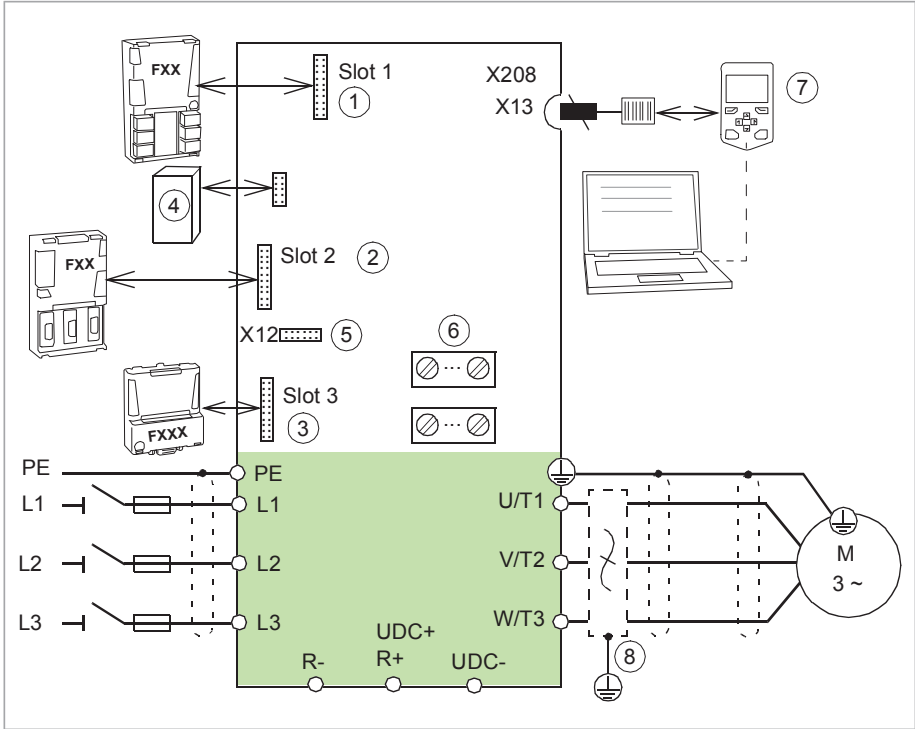 FXX
Slot 1
1
X208
X13
7
4
FXX
Slot 2
2
X12
5
6
FXXX
Slot 3
3
PE
PE
L1
L1
U/T1
M
3 ~
L2
L2
V/T2
L3
L3
W/T3
UDC+
R-
R+
UDC-
8